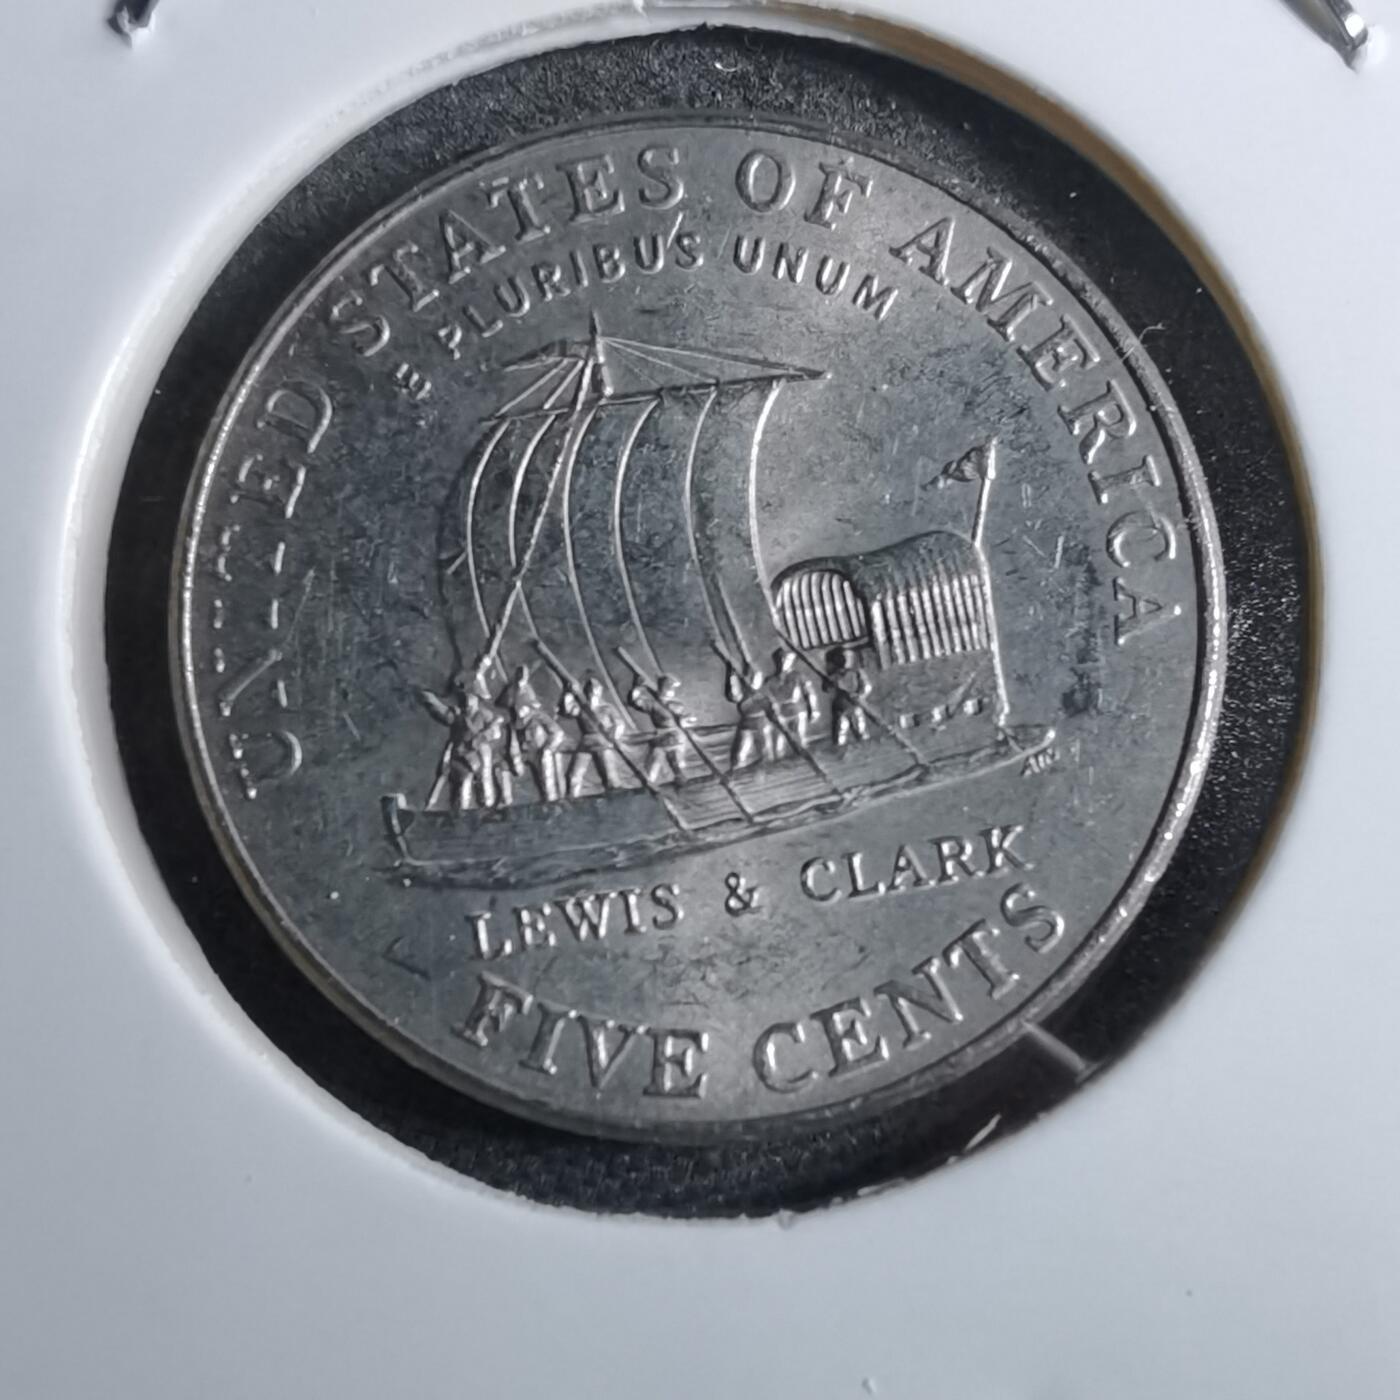 UNITED STATES OF AMERICA
E PLURIBUS UNUM
LEWIS & CLARK
FIVE CENTS